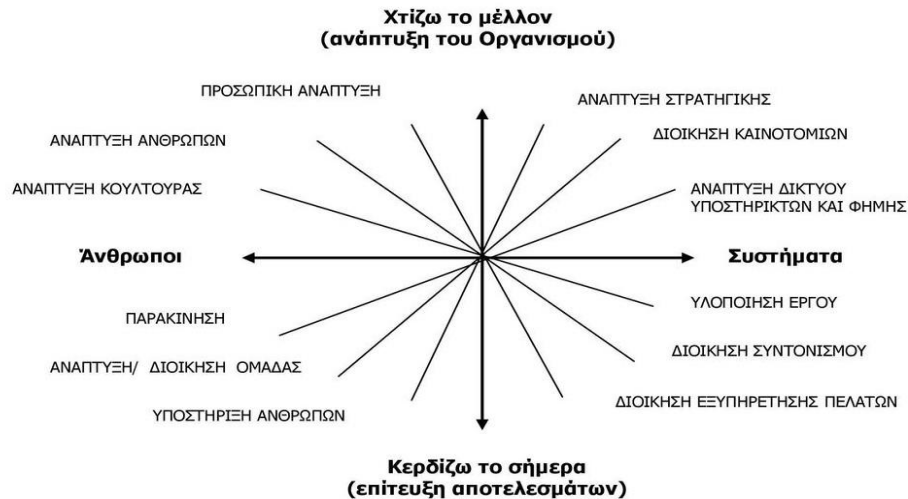 Χτίζω το μέλλον
(ανάπτυξη του Οργανισμού)
ΠΡΟΣΩΠΙΚΗ ΑΝΑΠΤΥΞΗ
ΑΝΑΠΤΥΞΗ ΣΤΡΑΤΗΓΙΚΗΣ
ΑΝΑΠΤΥΞΗ ΑΝΘΡΩΠΩΝ
ΔΙΟΙΚΗΣΗ ΚΑΙΝΟΤΟΜΙΩΝ
ΑΝΑΠΤΥΞΗ ΚΟΥΛΤΟΥΡΑΣ
ΑΝΑΠΤΥΞΗ ΔΙΚΤΥΟΥ
ΥΠΟΣΤΗΡΙΚΤΩΝ ΚΑΙ ΦΗΜΗΣ
Άνθρωποι
Συστήματα
ΥΛΟΠΟΙΗΣΗ ΕΡΓΟΥ
ΠΑΡΑΚΙΝΗΣΗ
ΔΙΟΙΚΗΣΗ ΣΥΝΤΟΝΙΣΜΟΥ
ΑΝΑΠΤΥΞΗ/ ΔΙΟΙΚΗΣΗ ΟΜΑΔΑΣ
ΔΙΟΙΚΗΣΗ ΕΞΥΠΗΡΕΤΗΣΗΣ ΠΕΛΑΤΩΝ
ΥΠΟΣΤΗΡΙΞΗ ΑΝΘΡΩΠΩΝ
Κερδίζω το σήμερα
(επίτευξη αποτελεσμάτων)